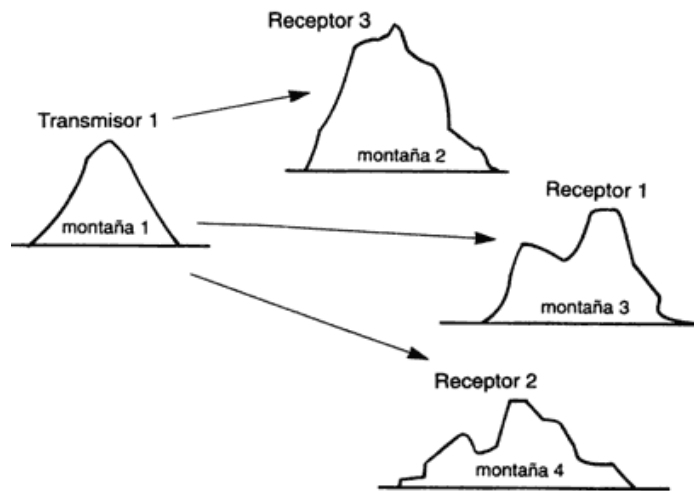 Receptor 3
Transmisor 1
montaña 2
montaña 1
Receptor 1
montaña 3
Receptor 2
montaña 4